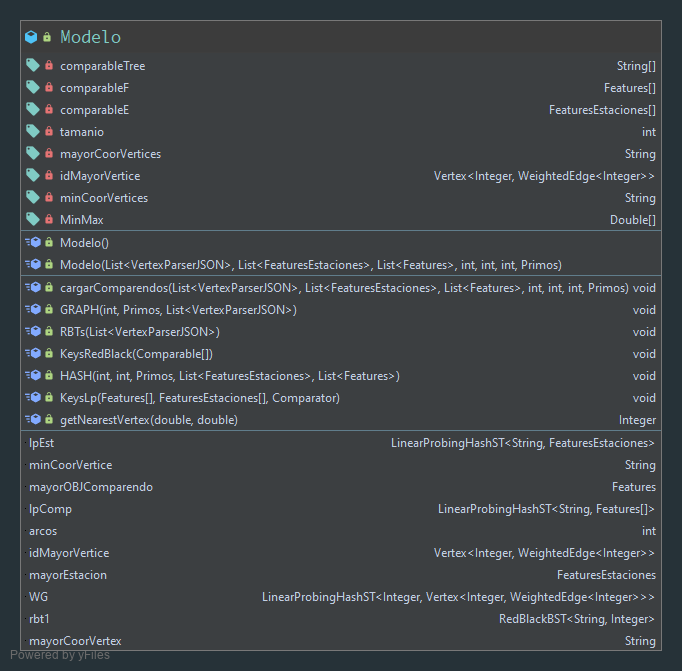 Modelo
comparableTree String[]
comparableF Features[]
comparableE FeaturesEstaciones[]
tamanio int
mayorCoorVertices String
idMayorVertice Vertex<Integer, WeightedEdge<Integer>>
minCoorVertices String
MinMax Double[]
Modelo()
Modelo(List<VertexParserJSON>, List<FeaturesEstaciones>, List<Features>, int, int, int, Primos)
cargarComparendos(List<VertexParserJSON>, List<FeaturesEstaciones>, List<Features>, int, int, int, Primos) void
GRAPH(int, Primos, List<VertexParserJSON>) void
RBTs(List<VertexParserJSON>) void
KeysRedBlack(Comparable[]) void
HASH(int, int, Primos, List<FeaturesEstaciones>, List<Features>) void
KeysLp(Features[], FeaturesEstaciones[], Comparator) void
getNearestVertex(double, double) Integer
lpEst LinearProbingHashST<String, FeaturesEstaciones>
minCoorVertice String
mayorOBJComparendo Features
lpComp LinearProbingHashST<String, Features[]>
arcos int
idMayorVertice Vertex<Integer, WeightedEdge<Integer>>
mayorEstacion FeaturesEstaciones
WG LinearProbingHashST<Integer, Vertex<Integer, WeightedEdge<Integer>>>
rbt1 RedBlackBST<String, Integer>
mayorCoorVertex String
Powered by yFiles